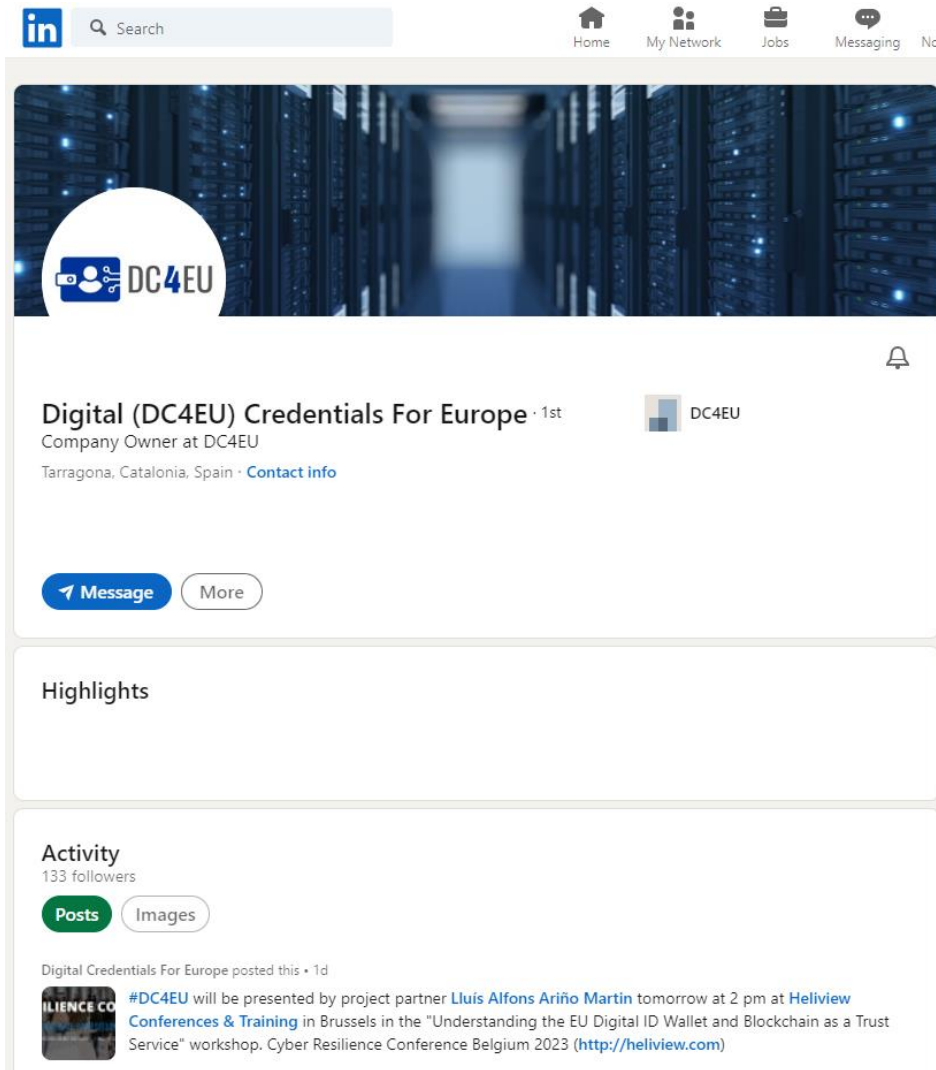 in
Search
Home
My Network
Jobs
Messaging
DC4EU
Digital (DC4EU) Credentials For Europe · 1st
DC4EU
Company Owner at DC4EU
Tarragona, Catalonia, Spain · Contact info
Message
More
Highlights
Activity
133 followers
Posts
Images
Digital Credentials For Europe posted this • 1d
ILIENCE CO
#DC4EU will be presented by project partner Lluís Alfons Ariño Martin tomorrow at 2 pm at Heliview
Conferences & Training in Brussels in the "Understanding the EU Digital ID Wallet and Blockchain as a Trust
Service" workshop. Cyber Resilience Conference Belgium 2023 (http://heliview.com)